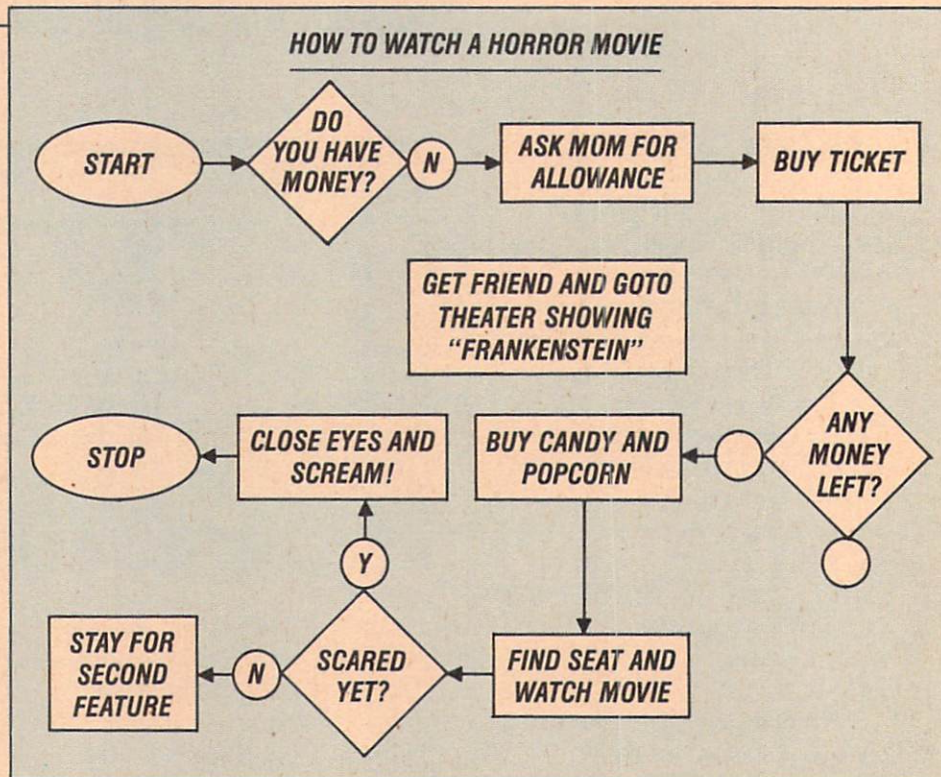 HOW TO WATCH A HORROR MOVIE
START
DO
YOU HAVE
MONEY?
N
ASK MOM FOR
ALLOWANCE
BUY TICKET
GET FRIEND AND GOTO
THEATER SHOWING
"FRANKENSTEIN"
STOP
CLOSE EYES AND
SCREAM!
BUY CANDY AND
POPCORN
ANY
MONEY
LEFT?
Y
STAY FOR
SECOND
FEATURE
N
SCARED
YET?
FIND SEAT AND
WATCH MOVIE